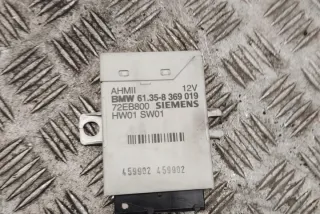 AHMII 12V
BMW 61.35-8 369 019
72EB800 SIEMENS
HW01 SW01
459902 459902